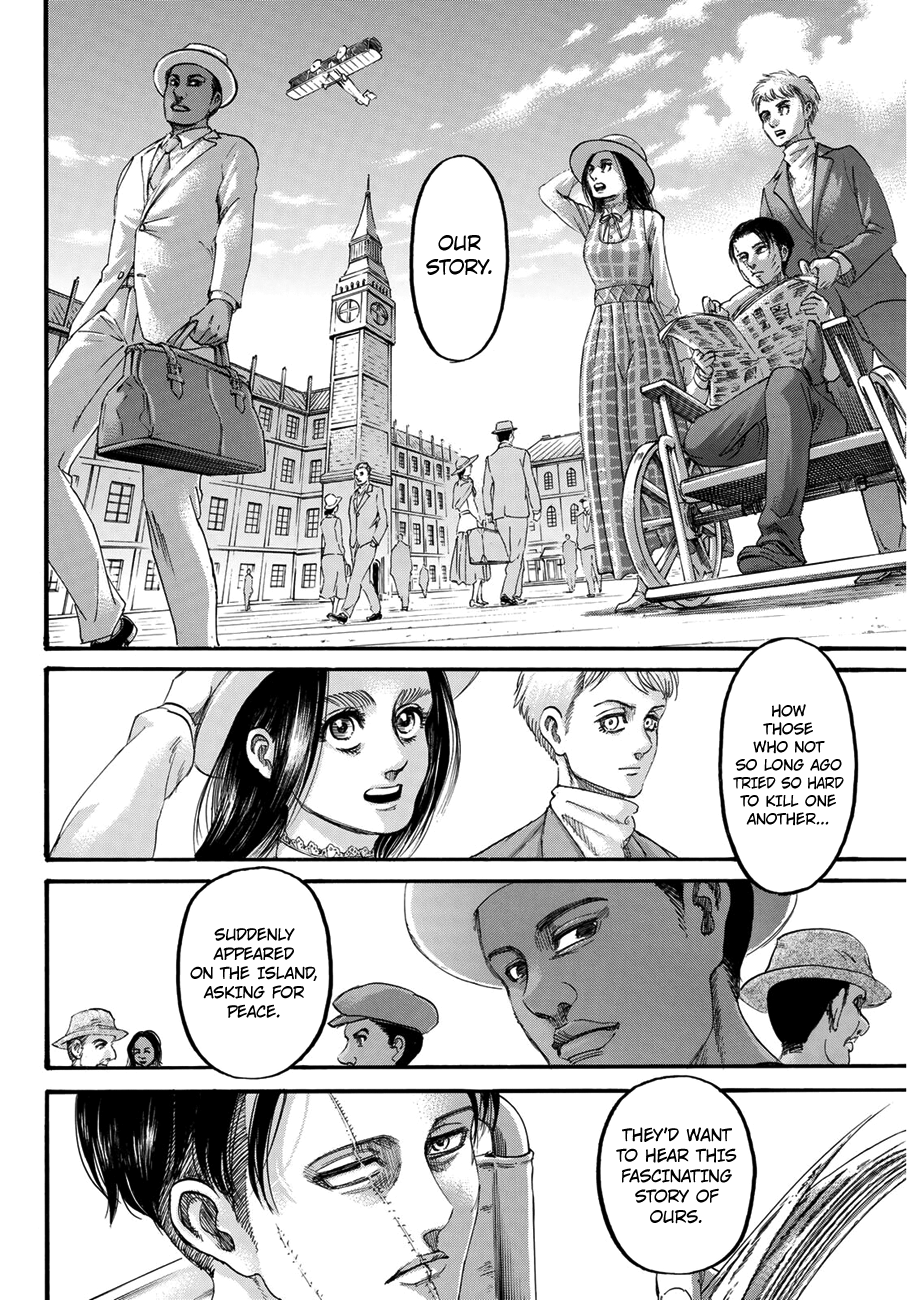 OUR
STORY.
HOW
THOSE
WHO NOT
SO LONG AGO
TRIED SO HARD
TO KILL ONE
ANOTHER...
SUDDENLY
APPEARED
ON THE ISLAND,
ASKING FOR
PEACE.
THEY'D WANT
TO HEAR THIS
FASCINATING
STORY OF
OURS.